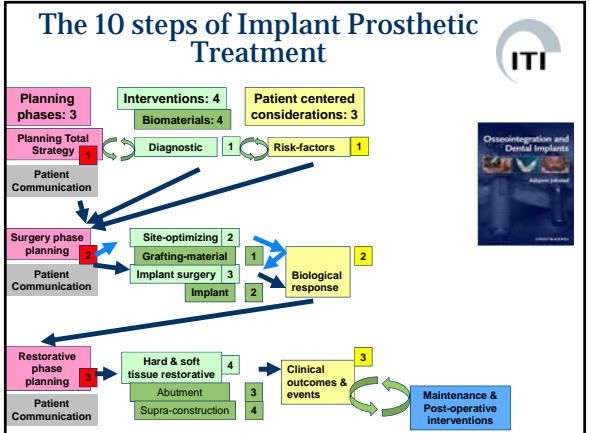 The 10 steps of Implant Prosthetic
Treatment
ITI
Planning
phases: 3
Interventions: 4
Biomaterials: 4
Patient centered
considerations: 3
Planning Total
Strategy
1
Patient
Communication
Diagnostic
1
Risk-factors
1
Osseointegration and
Dental Implants
Asbjorn Jokstad
Surgery phase
planning
2
Patient
Communication
Site-optimizing
2
Grafting-material
1
Implant surgery
3
Implant
2
Biological
response
2
Restorative
phase
planning
3
Patient
Communication
Hard & soft
tissue restorative
4
Abutment
3
Supra-construction
4
Clinical
outcomes &
events
3
Maintenance &
Post-operative
interventions